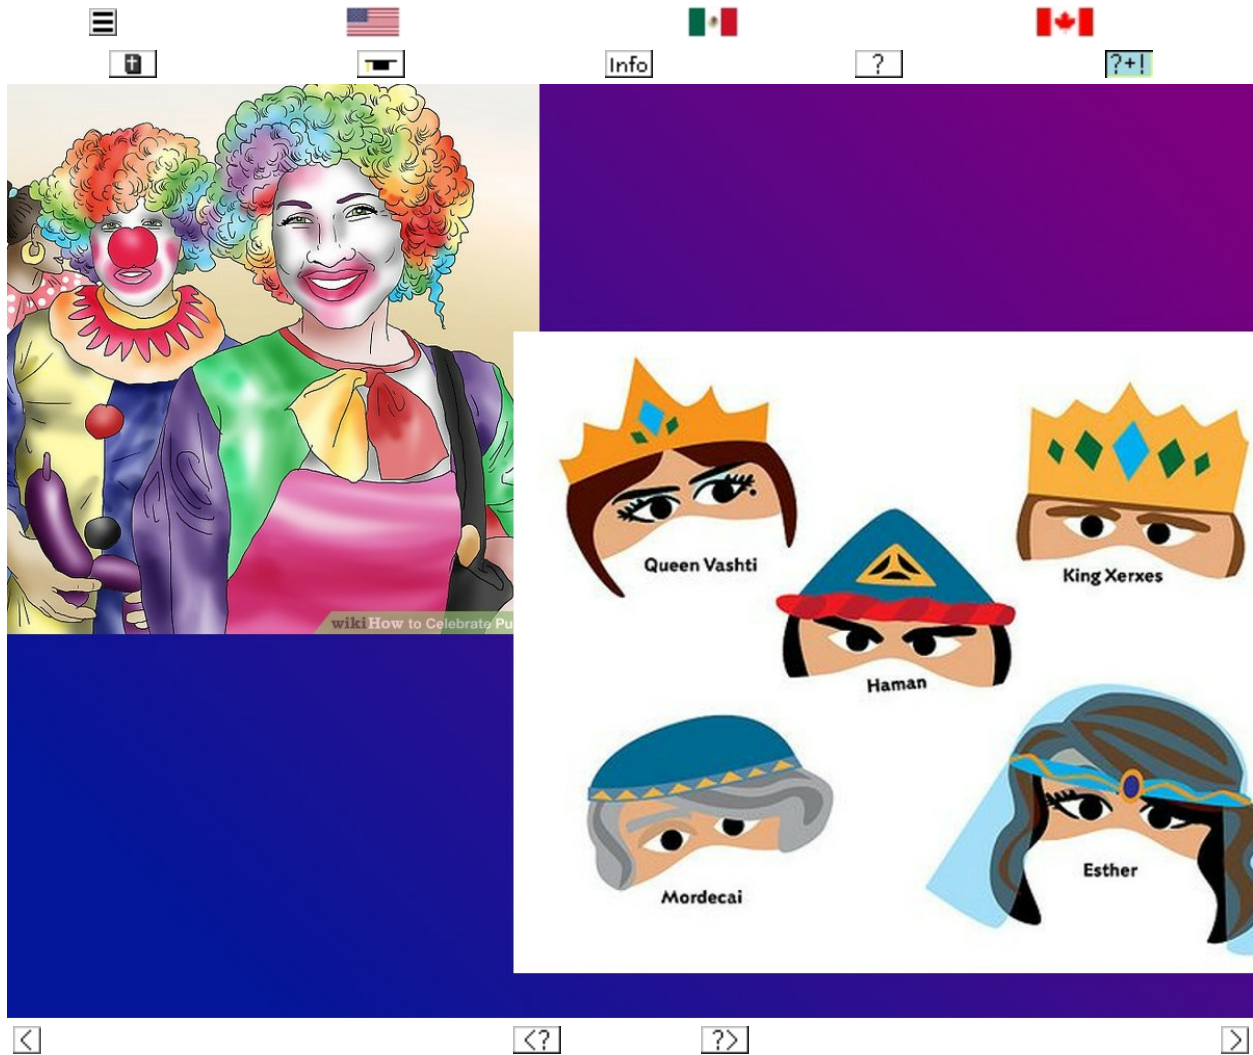 Info
?
?+!
wikiHow to Celebrate Pu
Queen Vashti
King Xerxes
Haman
Mordecai
Esther
<
<?
?>
>